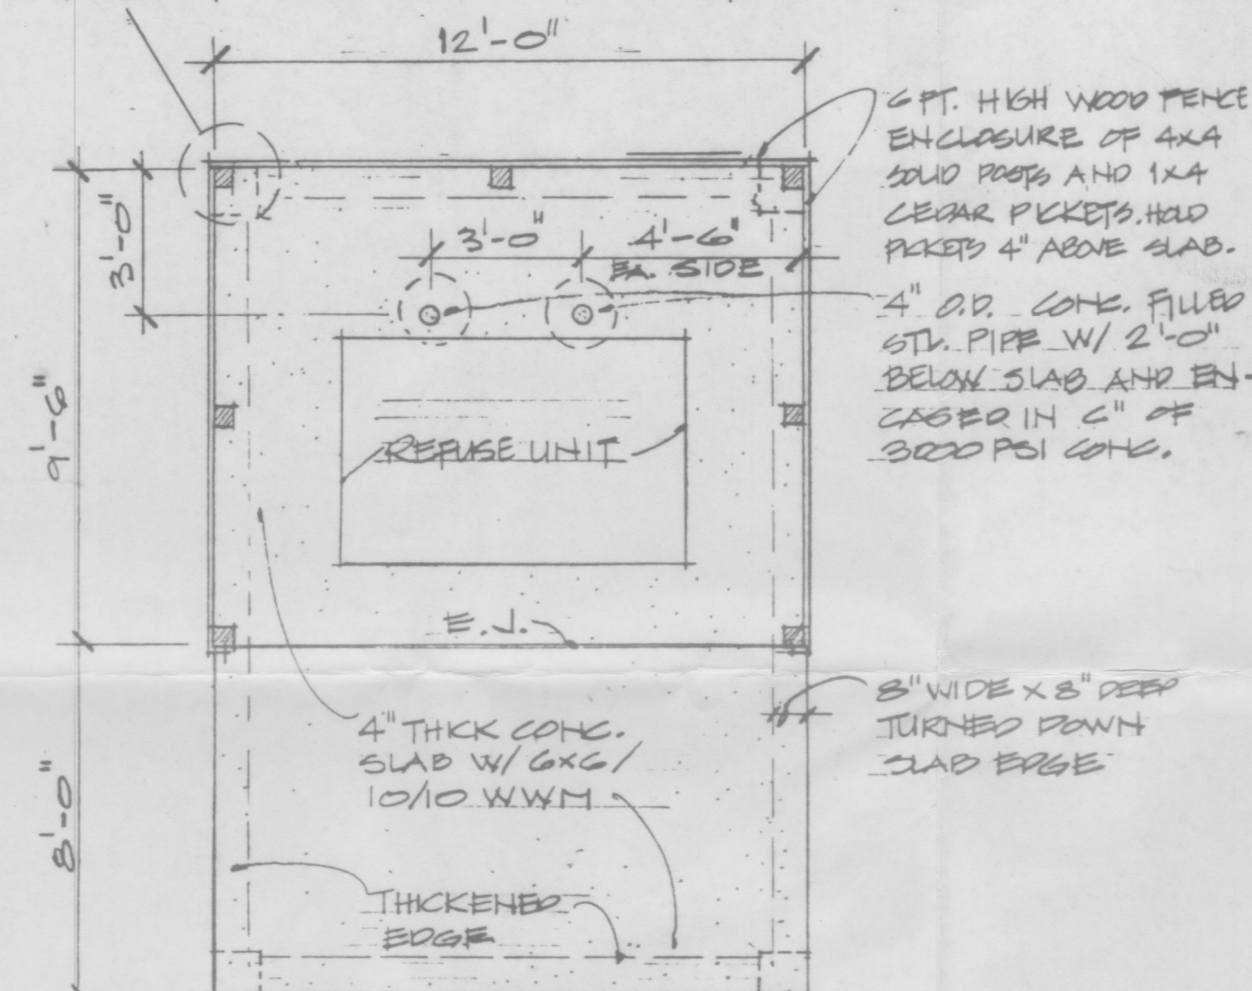 12'-0"
6 FT. HIGH WOOD FENCE
ENCLOSURE OF 4x4
SOLID POSTS AND 1x4
CEDAR PICKETS. HOLD
PICKETS 4" ABOVE SLAB.
3'-0"
3'-0"
4'-6"
EA. SIDE
4" O.D. CONC. FILLED
STL. PIPE W/ 2'-0"
BELOW SLAB AND EN-
CASED IN 6" OF
3000 PSI CONC.
9'-6"
REFUSE UNIT
E.J.
8" WIDE x 8" DEEP
TURNED DOWN
SLAB EDGE
4" THICK CONC.
SLAB W/ 6x6/
10/10 WWM
8'-0"
THICKENED
EDGE